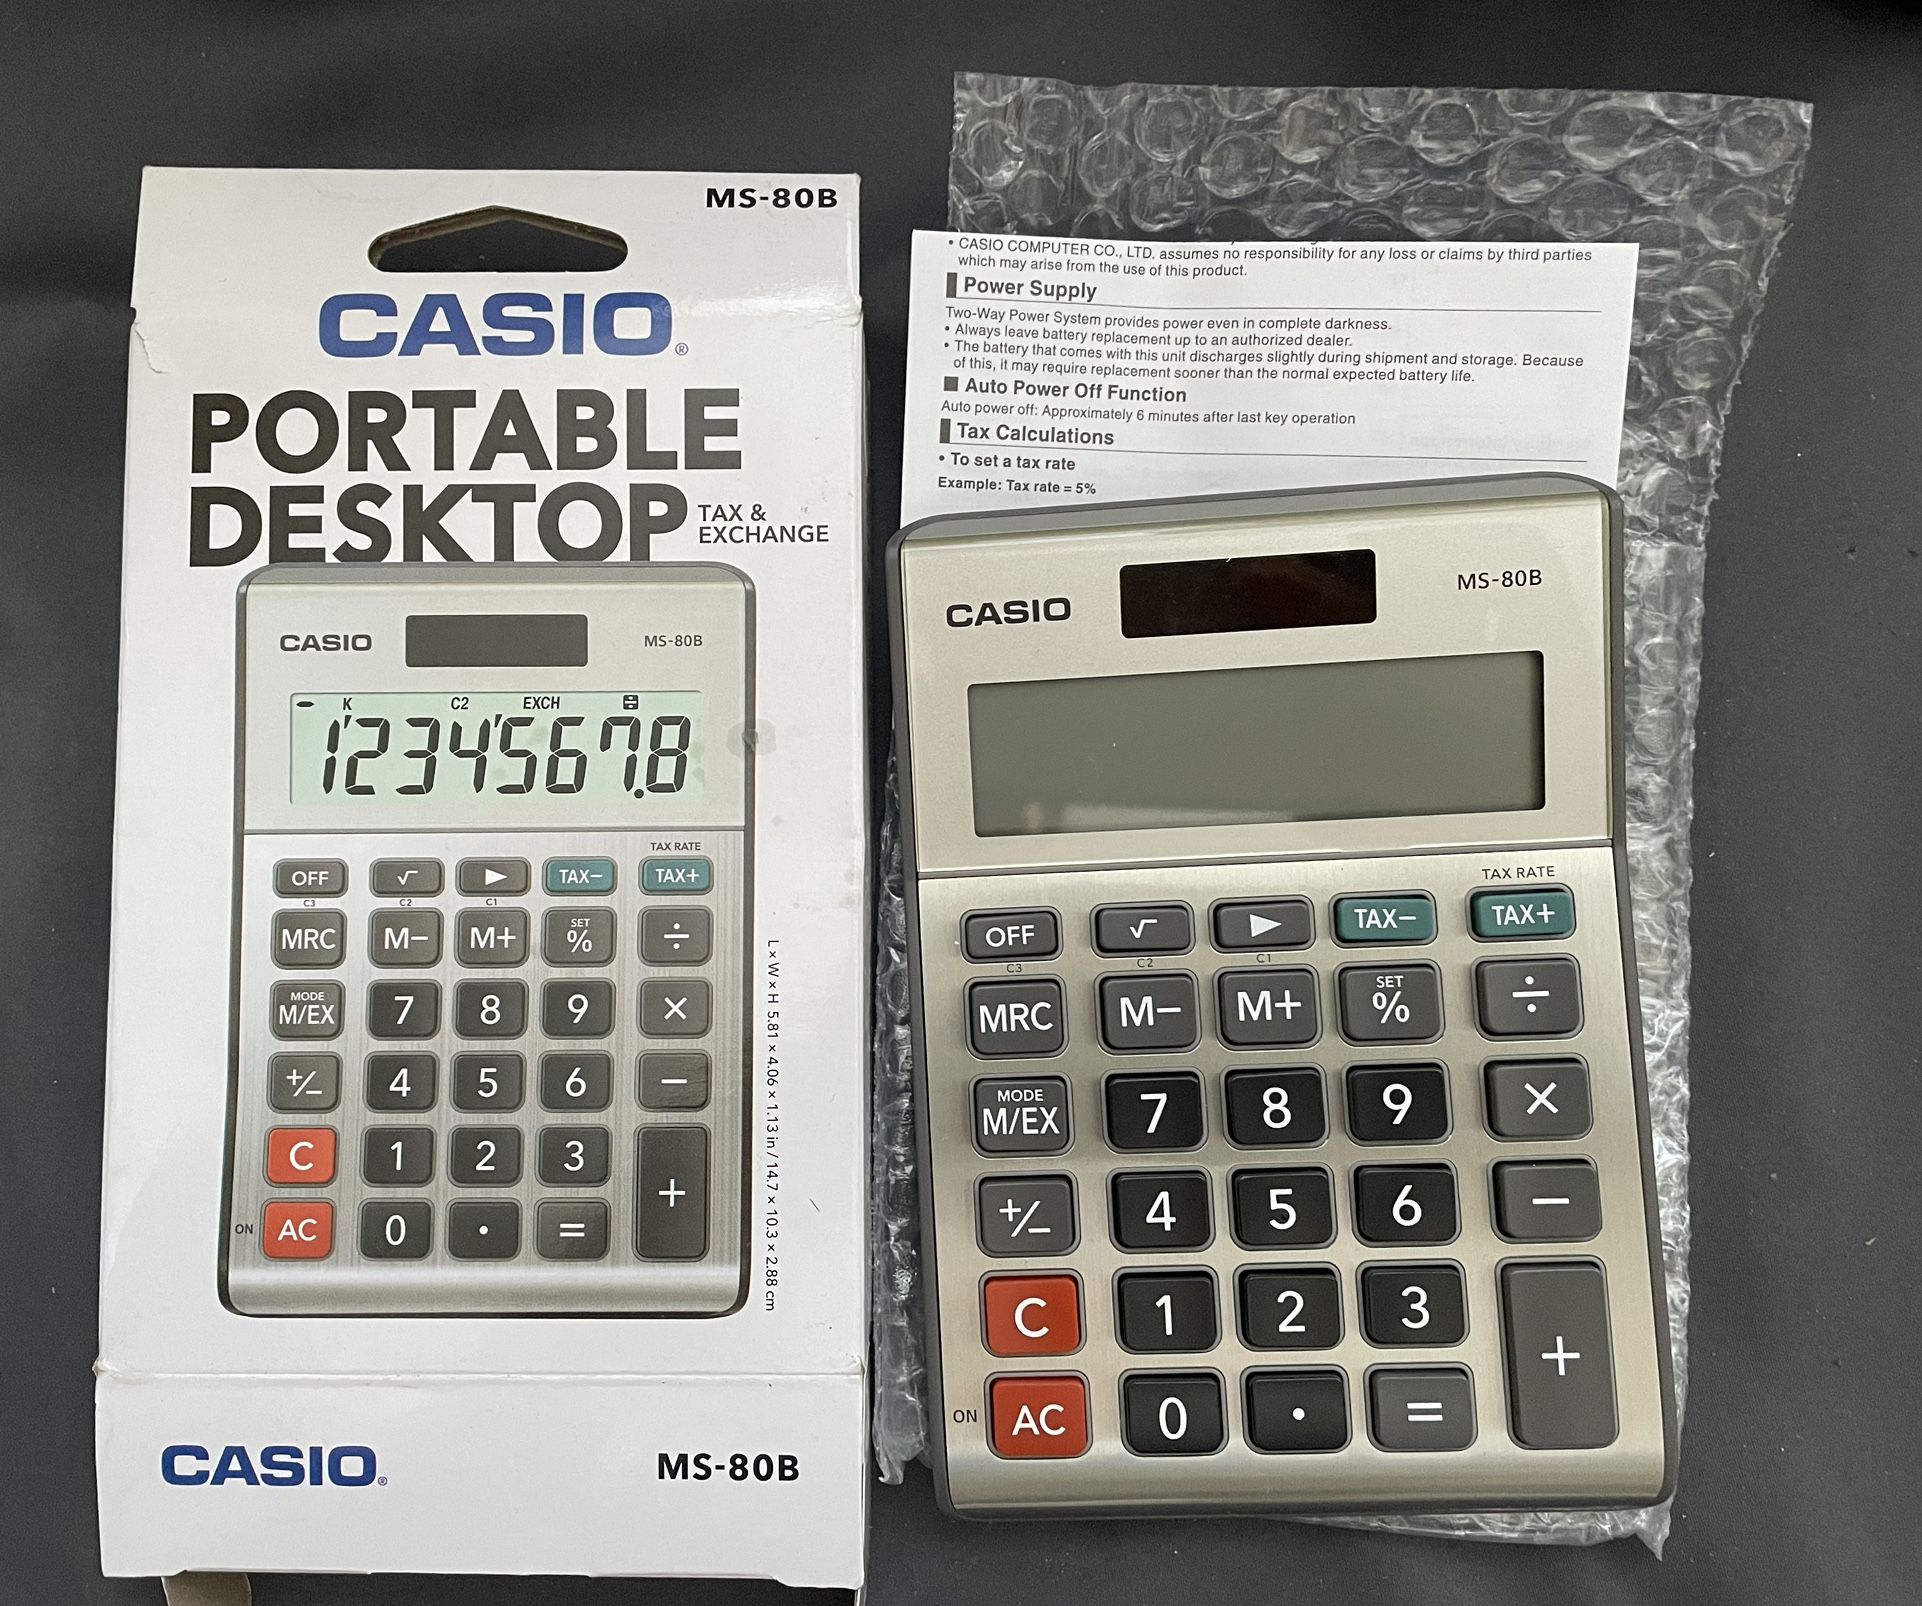 MS-80B
CASIO®
PORTABLE
DESKTOP
TAX &
EXCHANGE
CASIO
MS-80B
K C2 EXCH
1'234'567.8
TAX RATE
OFF √ ▶ TAX− TAX+
C3 C2 C1
MRC M− M+ SET % ÷
MODE
M/EX 7 8 9 ×
+/− 4 5 6 −
C 1 2 3 +
ON AC 0 . =
L × W × H 5.81 × 4.06 × 1.13 in / 14.7 × 10.3 × 2.88 cm
CASIO®
MS-80B
• CASIO COMPUTER CO., LTD. assumes no responsibility for any loss or claims by third parties
which may arise from the use of this product.
Power Supply
Two-Way Power System provides power even in complete darkness.
• Always leave battery replacement up to an authorized dealer.
• The battery that comes with this unit discharges slightly during shipment and storage. Because
of this, it may require replacement sooner than the normal expected battery life.
■ Auto Power Off Function
Auto power off: Approximately 6 minutes after last key operation
Tax Calculations
• To set a tax rate
Example: Tax rate = 5%
CASIO
MS-80B
TAX RATE
OFF √ ▶ TAX− TAX+
C3 C2 C1
MRC M− M+ SET % ÷
MODE
M/EX 7 8 9 ×
+/− 4 5 6 −
C 1 2 3 +
ON AC 0 . =